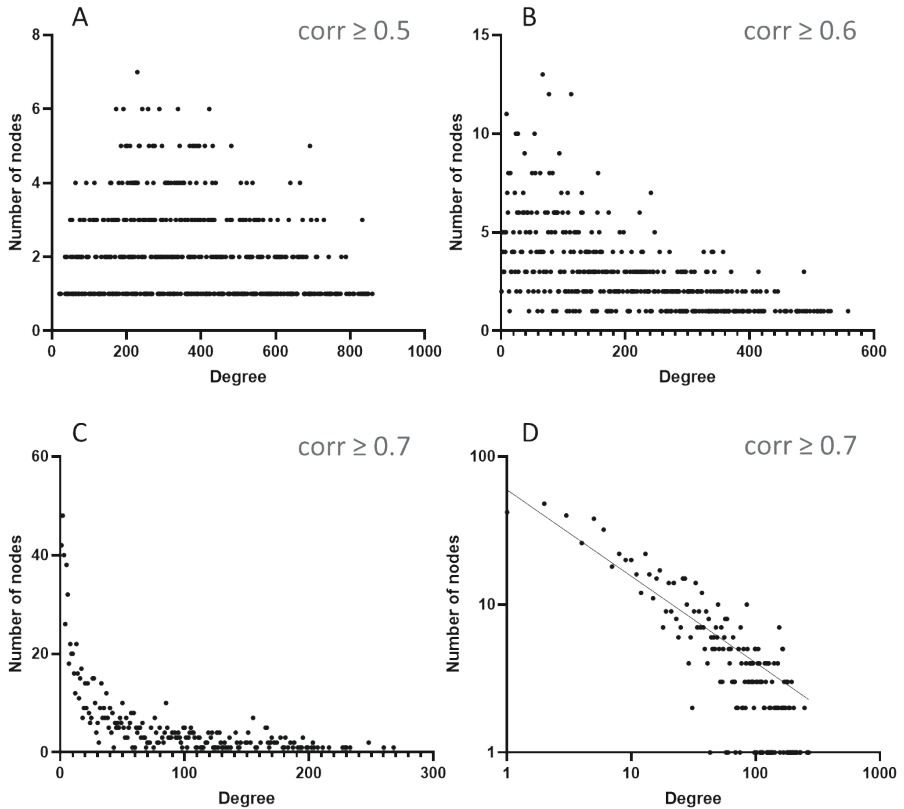 A
corr ≥ 0.5
8
6
4
2
0
Number of nodes
0 200 400 600 800 1000
Degree
B
corr ≥ 0.6
15
10
5
0
Number of nodes
0 200 400 600
Degree
C
corr ≥ 0.7
60
40
20
0
Number of nodes
0 100 200 300
Degree
D
corr ≥ 0.7
100
10
1
Number of nodes
1 10 100 1000
Degree